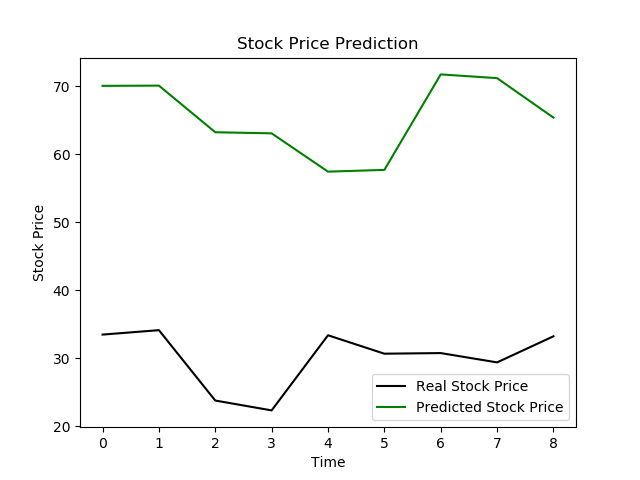 Stock Price Prediction
70
60
50
40
30
20
Stock Price
0 1 2 3 4 5 6 7 8
Time
Real Stock Price
Predicted Stock Price